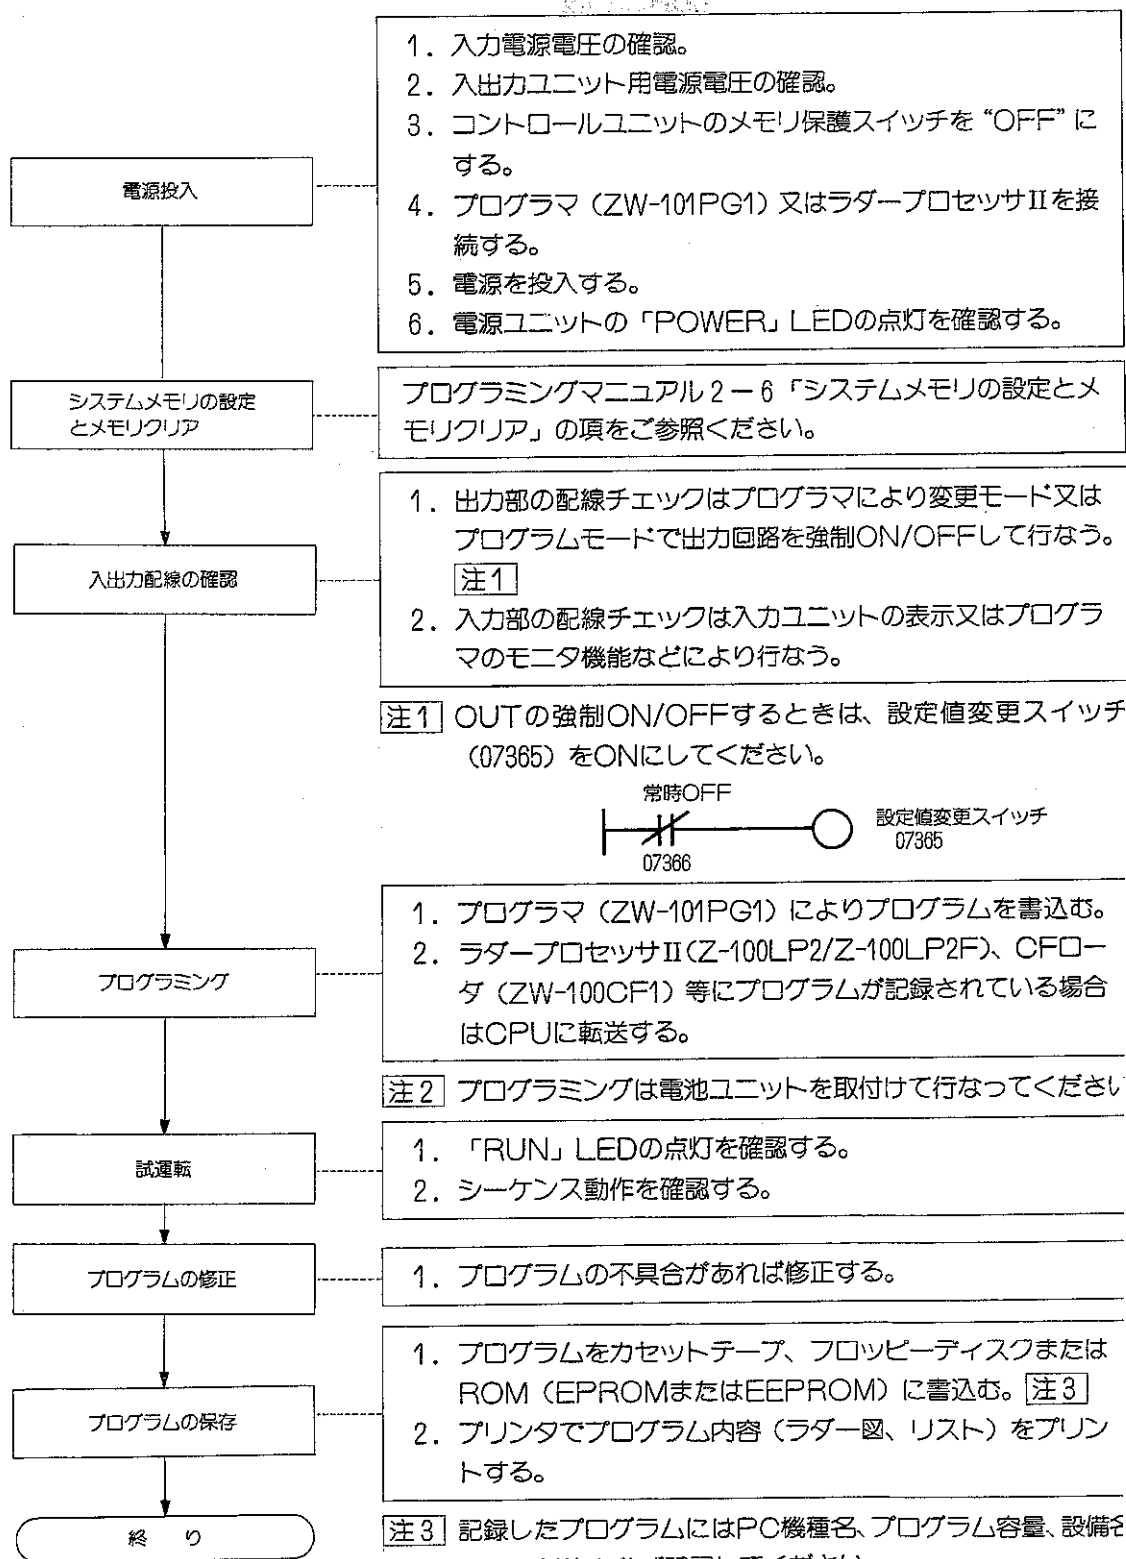 電源投入
1. 入力電源電圧の確認。
2. 入出力ユニット用電源電圧の確認。
3. コントロールユニットのメモリ保護スイッチを “OFF” に
する。
4. プログラマ (ZW-101PG1) 又はラダープロセッサⅡを接
続する。
5. 電源を投入する。
6. 電源ユニットの「POWER」LEDの点灯を確認する。
システムメモリの設定
とメモリクリア
プログラミングマニュアル2-6「システムメモリの設定とメ
モリクリア」の項をご参照ください。
入出力配線の確認
1. 出力部の配線チェックはプログラマにより変更モード又は
プログラムモードで出力回路を強制ON/OFFして行なう。
注1
2. 入力部の配線チェックは入力ユニットの表示又はプログラ
マのモニタ機能などにより行なう。
注1 OUTの強制ON/OFFするときは、設定値変更スイッチ
(07365) をONにしてください。
常時OFF
設定値変更スイッチ
07365
07366
プログラミング
1. プログラマ (ZW-101PG1) によりプログラムを書込む。
2. ラダープロセッサⅡ(Z-100LP2/Z-100LP2F)、CFロー
ダ (ZW-100CF1) 等にプログラムが記録されている場合
はCPUに転送する。
注2 プログラミングは電池ユニットを取付けて行なってください
試運転
1. 「RUN」LEDの点灯を確認する。
2. シーケンス動作を確認する。
プログラムの修正
1. プログラムの不具合があれば修正する。
プログラムの保存
1. プログラムをカセットテープ、フロッピーディスクまたは
ROM (EPROMまたはEEPROM) に書込む。注3
2. プリンタでプログラム内容 (ラダー図、リスト) をプリン
トする。
終 り
注3 記録したプログラムにはPC機種名、プログラム容量、設備名